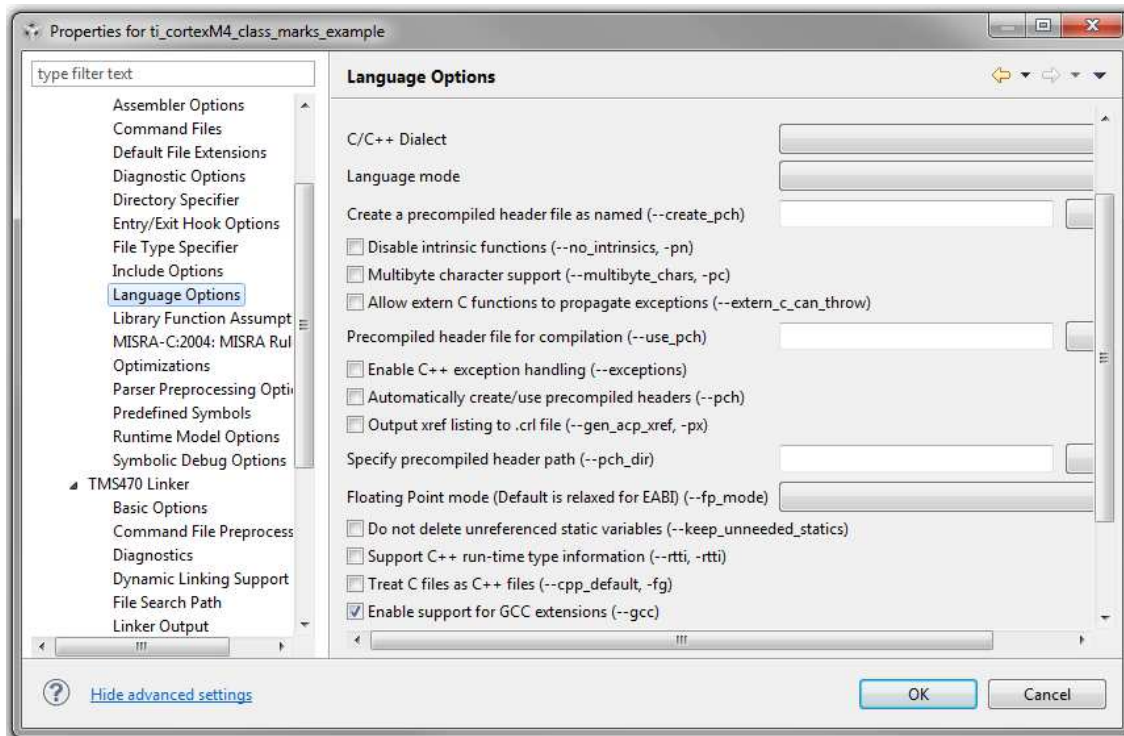 Properties for ti_cortexM4_class_marks_example
type filter text
Assembler Options
Command Files
Default File Extensions
Diagnostic Options
Directory Specifier
Entry/Exit Hook Options
File Type Specifier
Include Options
Language Options
Library Function Assumpt
MISRA-C:2004: MISRA Rul
Optimizations
Parser Preprocessing Opti
Predefined Symbols
Runtime Model Options
Symbolic Debug Options
TMS470 Linker
Basic Options
Command File Preprocess
Diagnostics
Dynamic Linking Support
File Search Path
Linker Output
Language Options
C/C++ Dialect
Language mode
Create a precompiled header file as named (--create_pch)
Disable intrinsic functions (--no_intrinsics, -pn)
Multibyte character support (--multibyte_chars, -pc)
Allow extern C functions to propagate exceptions (--extern_c_can_throw)
Precompiled header file for compilation (--use_pch)
Enable C++ exception handling (--exceptions)
Automatically create/use precompiled headers (--pch)
Output xref listing to .crl file (--gen_acp_xref, -px)
Specify precompiled header path (--pch_dir)
Floating Point mode (Default is relaxed for EABI) (--fp_mode)
Do not delete unreferenced static variables (--keep_unneeded_statics)
Support C++ run-time type information (--rtti, -rtti)
Treat C files as C++ files (--cpp_default, -fg)
Enable support for GCC extensions (--gcc)
Hide advanced settings
OK
Cancel